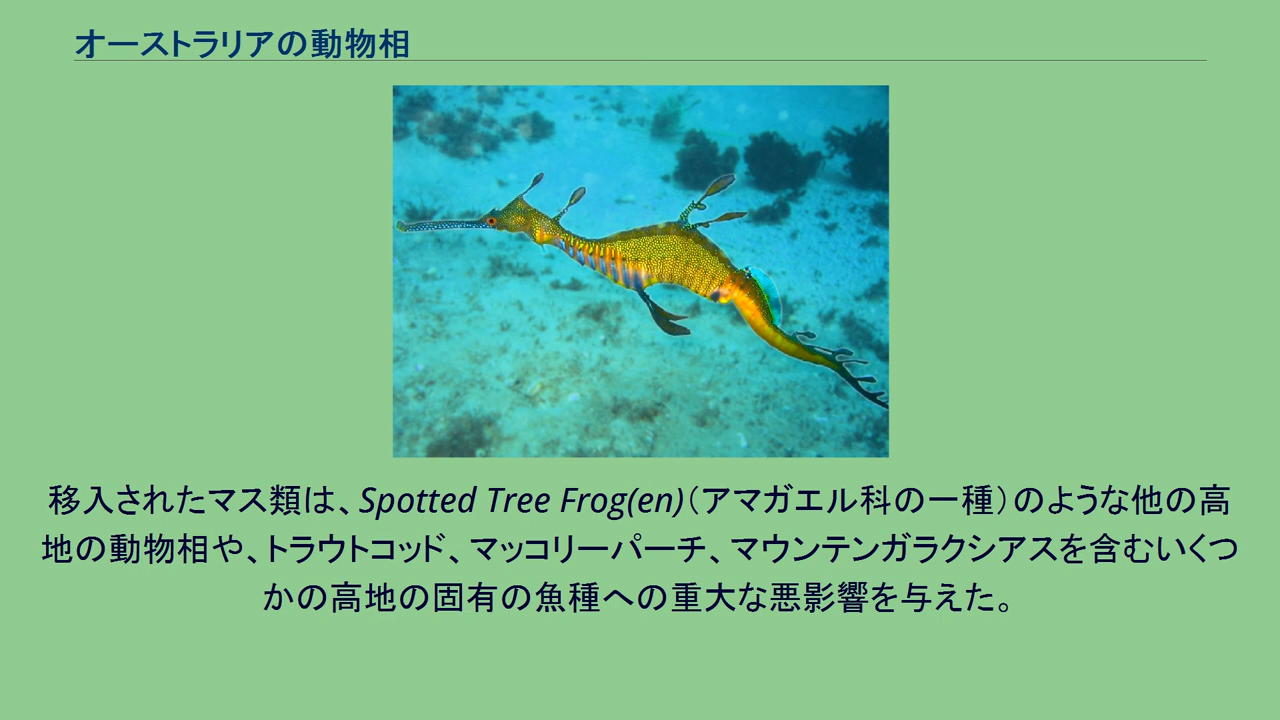 オーストラリアの動物相
移入されたマス類は、Spotted Tree Frog(en)（アマガエル科の一種）のような他の高
地の動物相や、トラウトコッド、マッコリーパーチ、マウンテンガラクシアスを含むいくつ
かの高地の固有の魚種への重大な悪影響を与えた。